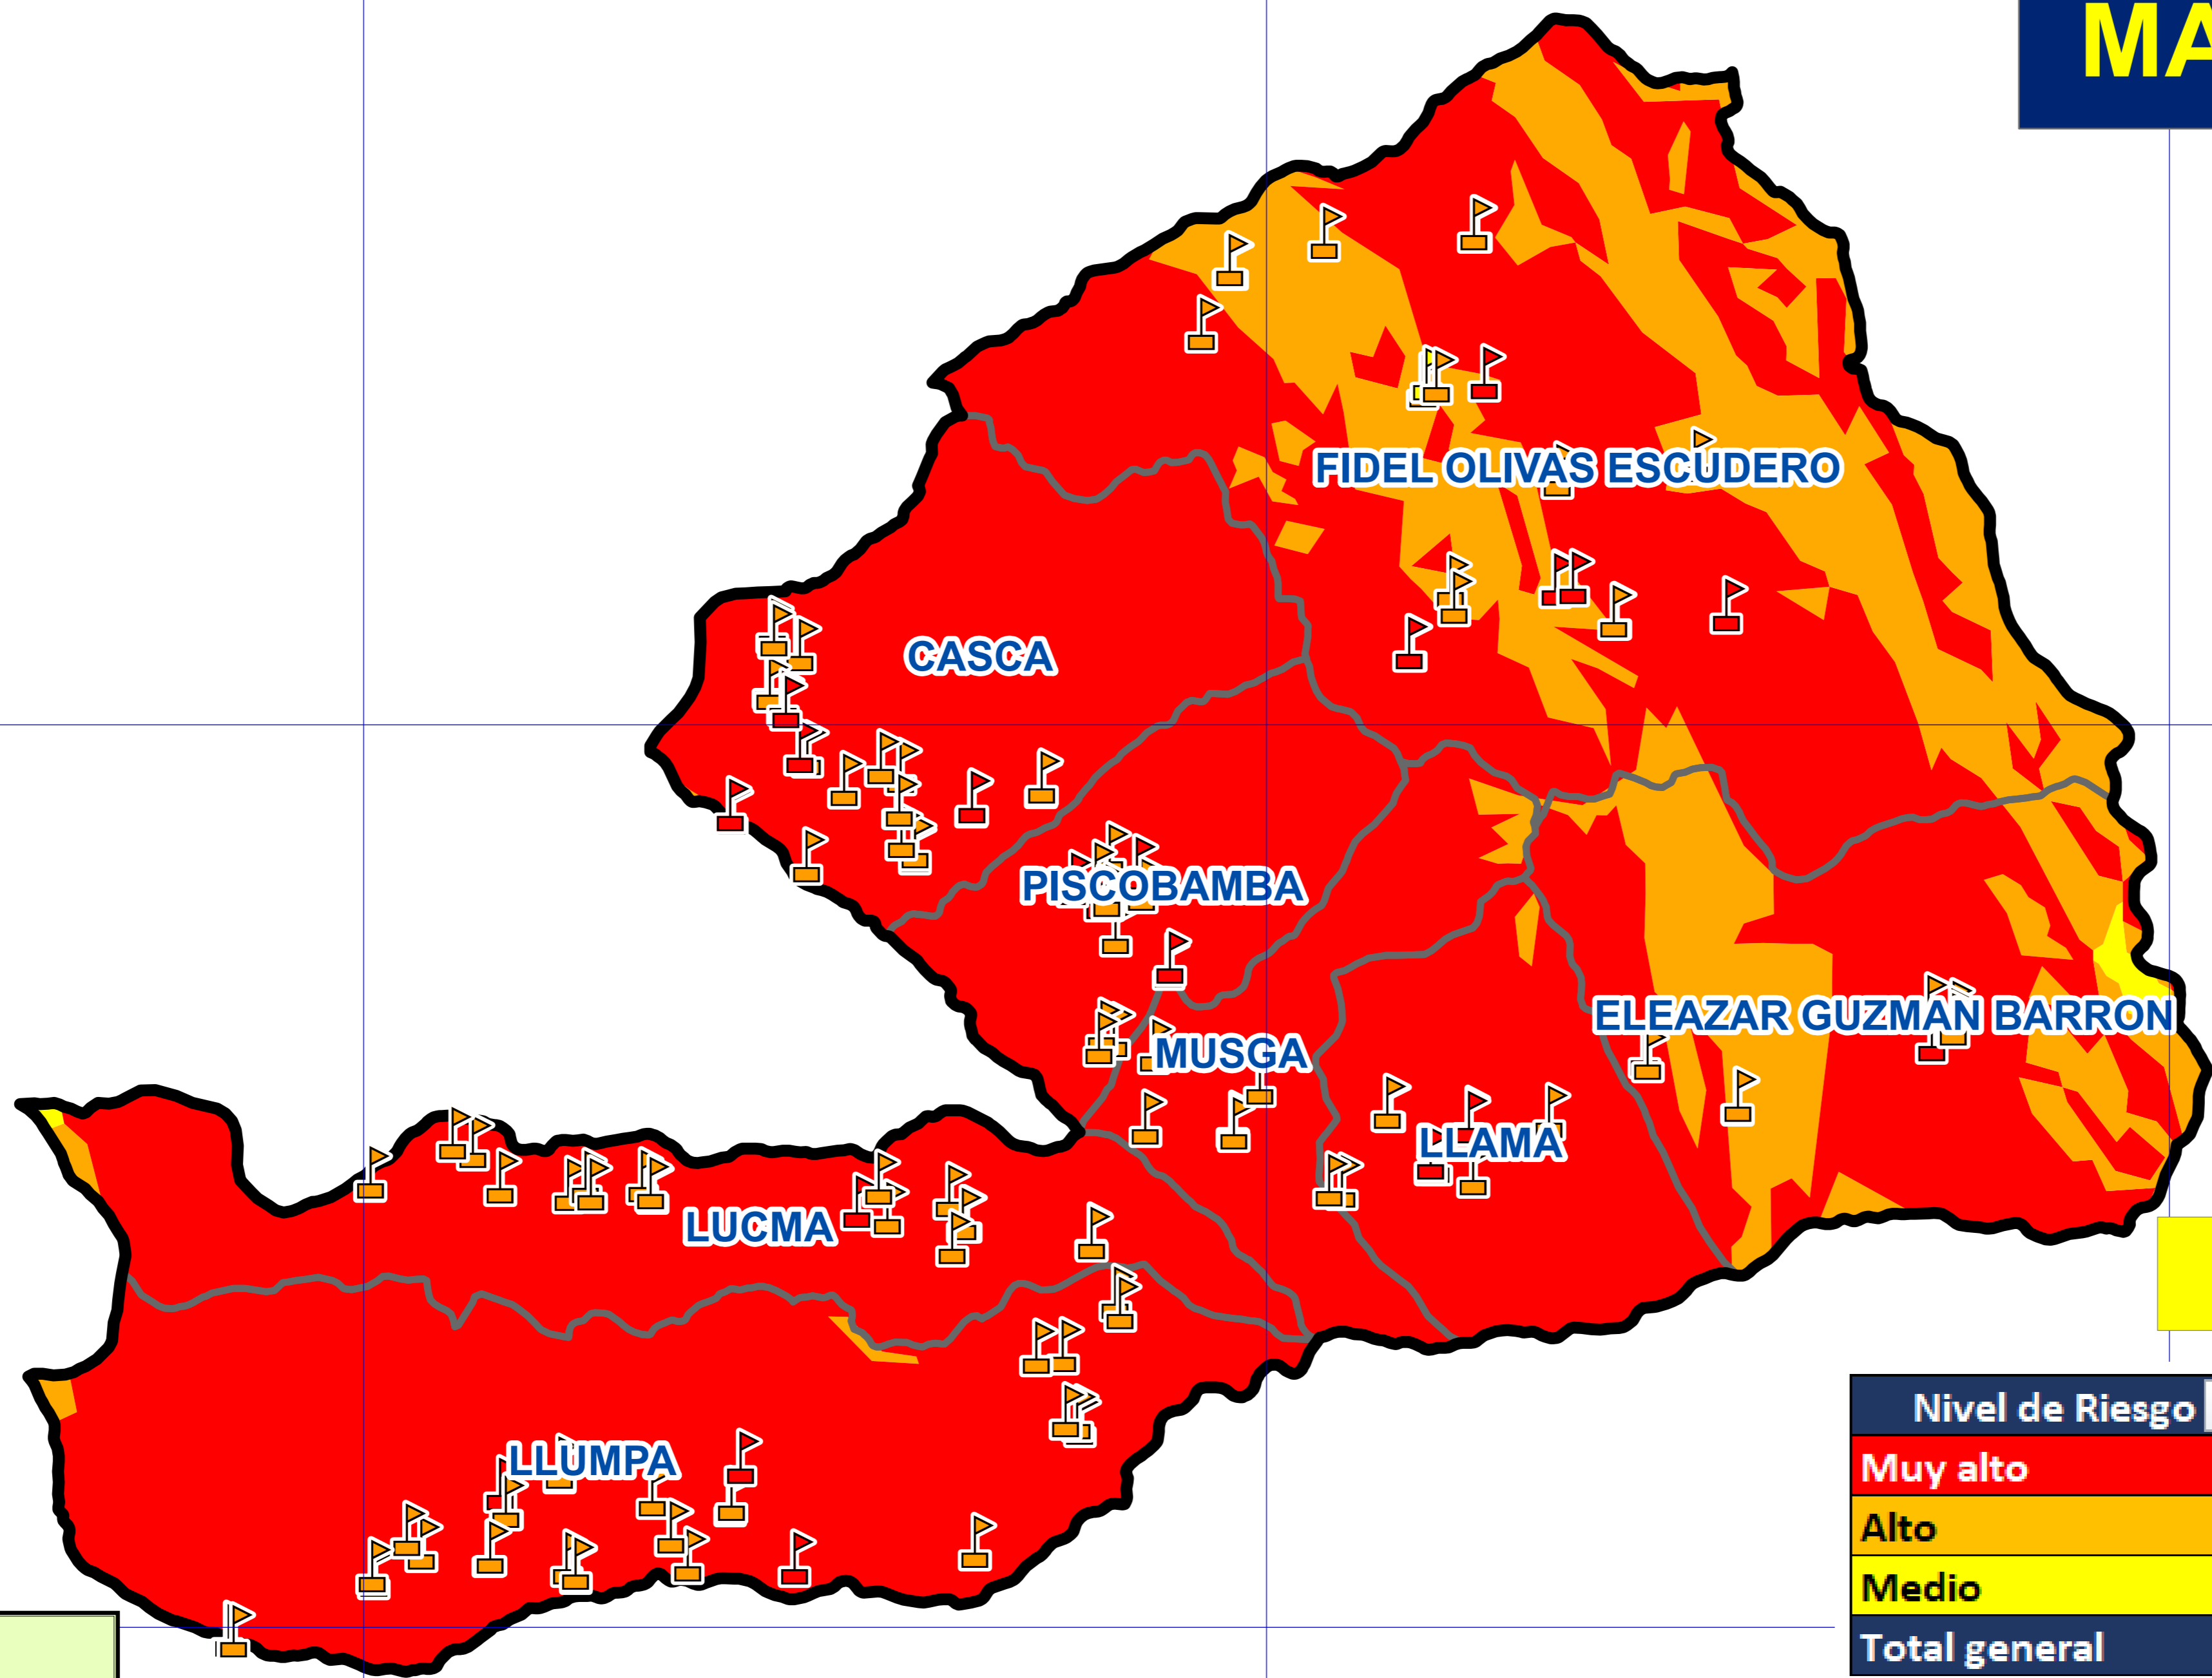 MA
FIDEL OLIVAS ESCUDERO
CASCA
PISCOBAMBA
ELEAZAR GUZMAN BARRON
MUSGA
LLAMA
LUCMA
LLUMPA
Nivel de Riesgo
Muy alto
Alto
Medio
Total general